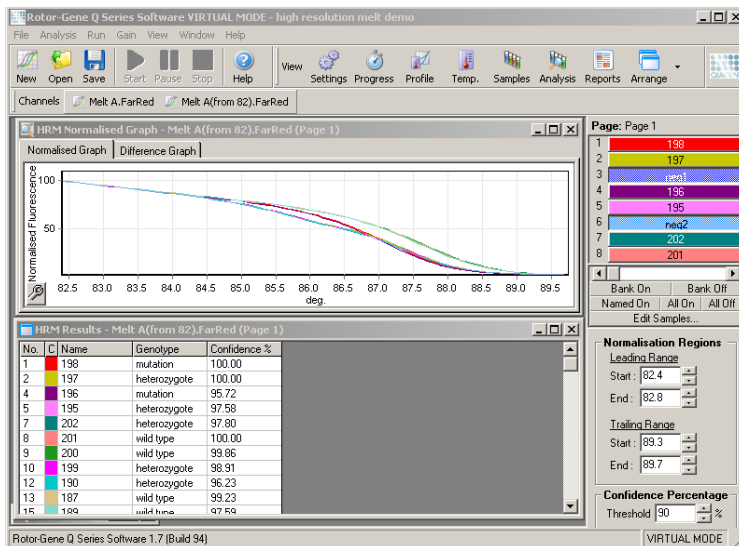 Rotor-Gene Q Series Software VIRTUAL MODE - high resolution melt demo
File Analysis Run Gain View Window Help
New Open Save Start Pause Stop Help View Settings Progress Profile Temp. Samples Analysis Reports Arrange
QIAGEN
Channels Melt A.FarRed Melt A(from 82).FarRed
HRM Normalised Graph - Melt A(from 82).FarRed (Page 1)
Normalised Graph Difference Graph
Normalised Fluorescence
100
50
82.5 83.0 83.5 84.0 84.5 85.0 85.5 86.0 86.5 87.0 87.5 88.0 88.5 89.0 89.5
deg.
HRM Results - Melt A(from 82).FarRed (Page 1)
No. C Name Genotype Confidence %
1 198 mutation 100.00
2 197 heterozygote 100.00
4 196 mutation 95.72
5 195 heterozygote 97.58
7 202 heterozygote 97.80
8 201 wild type 100.00
9 200 wild type 99.86
10 199 heterozygote 98.91
12 190 heterozygote 96.23
13 187 wild type 99.23
15 189 wild type 97.59
Page: Page 1
1 198
2 197
3 neg1
4 196
5 195
6 neg2
7 202
8 201
Bank On Bank Off
Named On All On All Off
Edit Samples...
Normalisation Regions
Leading Range
Start : 82.4
End : 82.8
Trailing Range
Start : 89.3
End : 89.7
Confidence Percentage
Threshold 90 %
Rotor-Gene Q Series Software 1.7 (Build 94)
VIRTUAL MODE